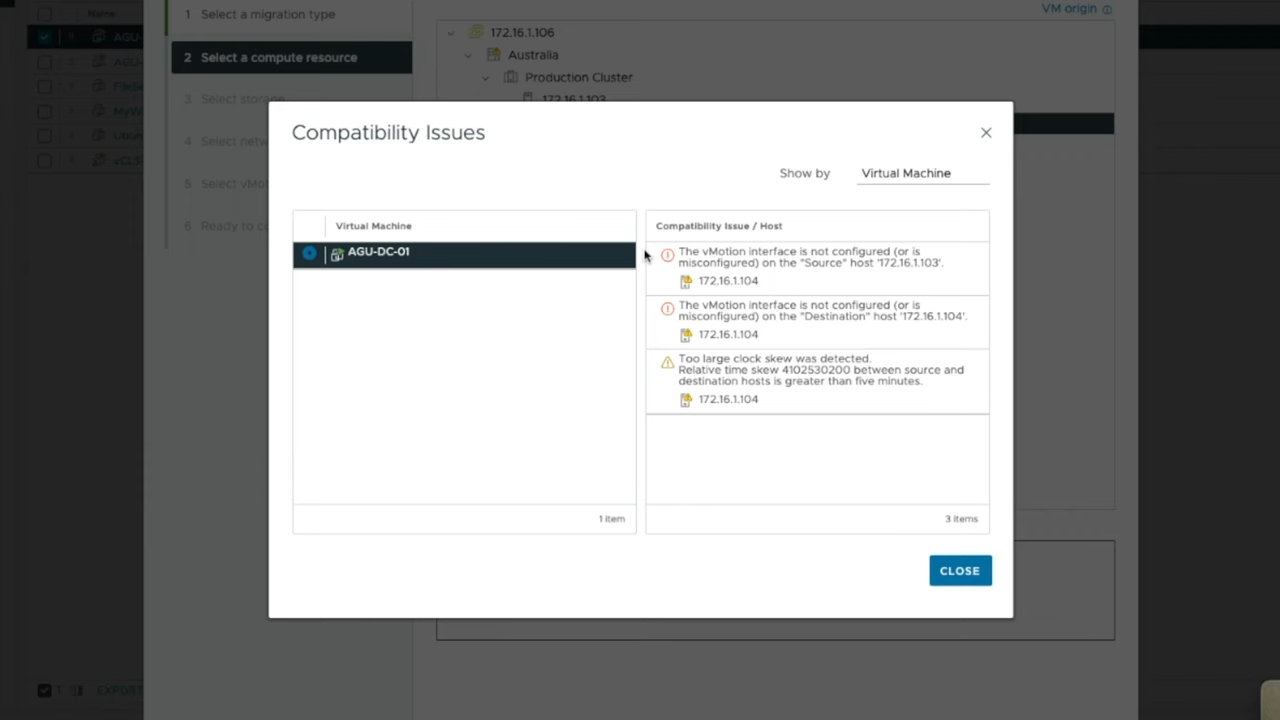 Name
AGU-
AGU-
FileSe
MyW
Ubun
vCLS
1 Select a migration type
2 Select a compute resource
3 Select storage
4 Select netw
5 Select vMot
6 Ready to c
VM origin
172.16.1.106
Australia
Production Cluster
172.16.1.103
Compatibility Issues
Show by Virtual Machine
Virtual Machine
AGU-DC-01
1 item
Compatibility Issue / Host
The vMotion interface is not configured (or is
misconfigured) on the "Source" host '172.16.1.103'.
172.16.1.104
The vMotion interface is not configured (or is
misconfigured) on the "Destination" host '172.16.1.104'.
172.16.1.104
Too large clock skew was detected.
Relative time skew 4102530200 between source and
destination hosts is greater than five minutes.
172.16.1.104
3 items
CLOSE
1
EXPORT